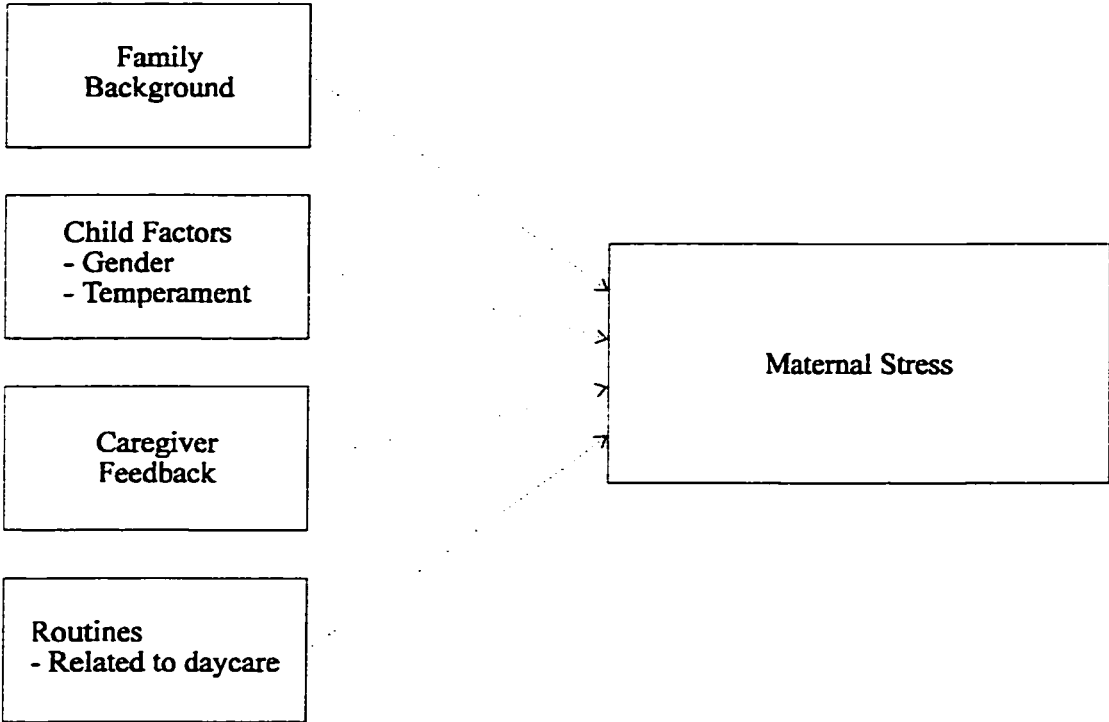 Family
Background
Child Factors
- Gender
- Temperament
Maternal Stress
Caregiver
Feedback
Routines
- Related to daycare